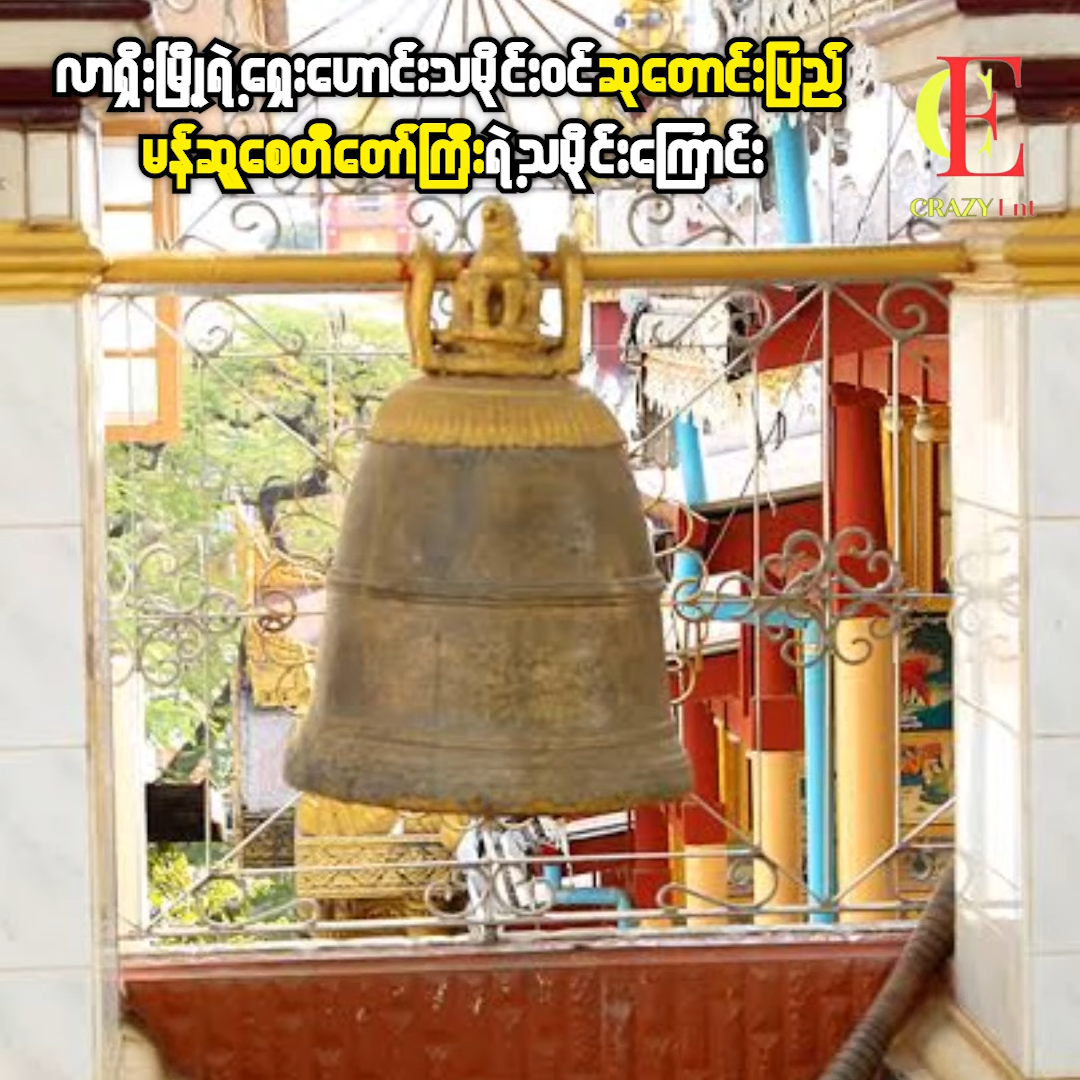 လာရှိုးမြို့ရဲ့ရှေးဟောင်းသမိုင်းဝင်ဆုတောင်းပြည့်
မန်ဆူစေတီတော်ကြီးရဲ့သမိုင်းကြောင်း
CE
CRAZY Ent